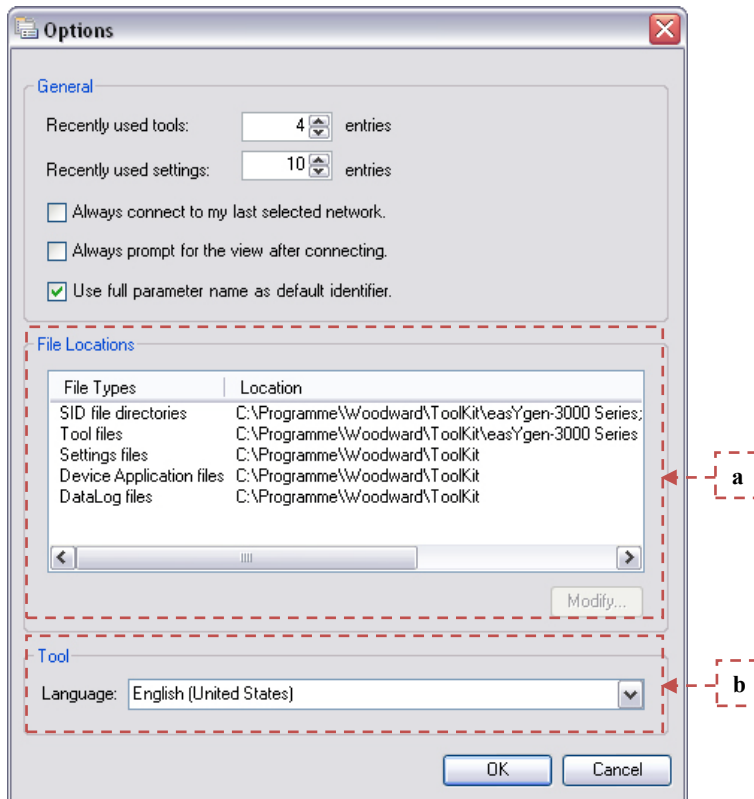 Options
General
Recently used tools: 4 entries
Recently used settings: 10 entries
Always connect to my last selected network.
Always prompt for the view after connecting.
Use full parameter name as default identifier.
File Locations
File Types Location
SID file directories C:\Programme\Woodward\ToolKit\easYgen-3000 Series;
Tool files C:\Programme\Woodward\ToolKit\easYgen-3000 Series
Settings files C:\Programme\Woodward\ToolKit
Device Application files C:\Programme\Woodward\ToolKit
DataLog files C:\Programme\Woodward\ToolKit
a
Modify...
Tool
Language: English (United States)
b
OK Cancel